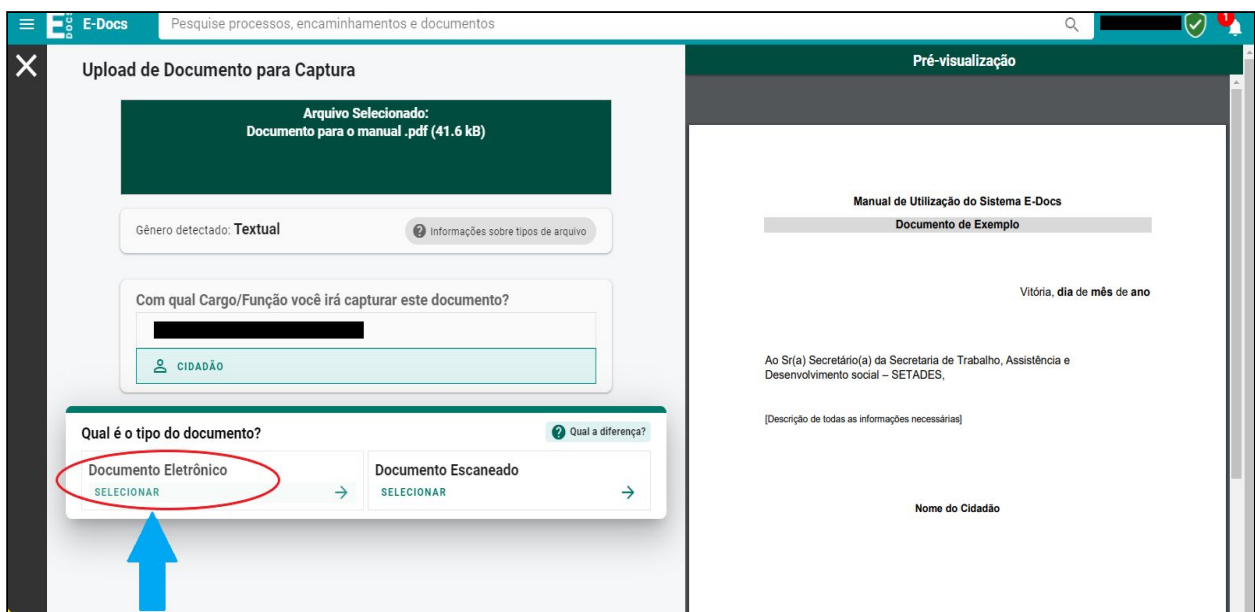 E-DOCS
E-Docs
Pesquise processos, encaminhamentos e documentos
1
Upload de Documento para Captura
Arquivo Selecionado:
Documento para o manual .pdf (41.6 kB)
Gênero detectado: Textual
Informações sobre tipos de arquivo
Com qual Cargo/Função você irá capturar este documento?
CIDADÃO
Qual é o tipo do documento?
Qual a diferença?
Documento Eletrônico
SELECIONAR
Documento Escaneado
SELECIONAR
Pré-visualização
Manual de Utilização do Sistema E-Docs
Documento de Exemplo
Vitória, dia de mês de ano
Ao Sr(a) Secretário(a) da Secretaria de Trabalho, Assistência e
Desenvolvimento social – SETADES,
[Descrição de todas as informações necessárias]
Nome do Cidadão